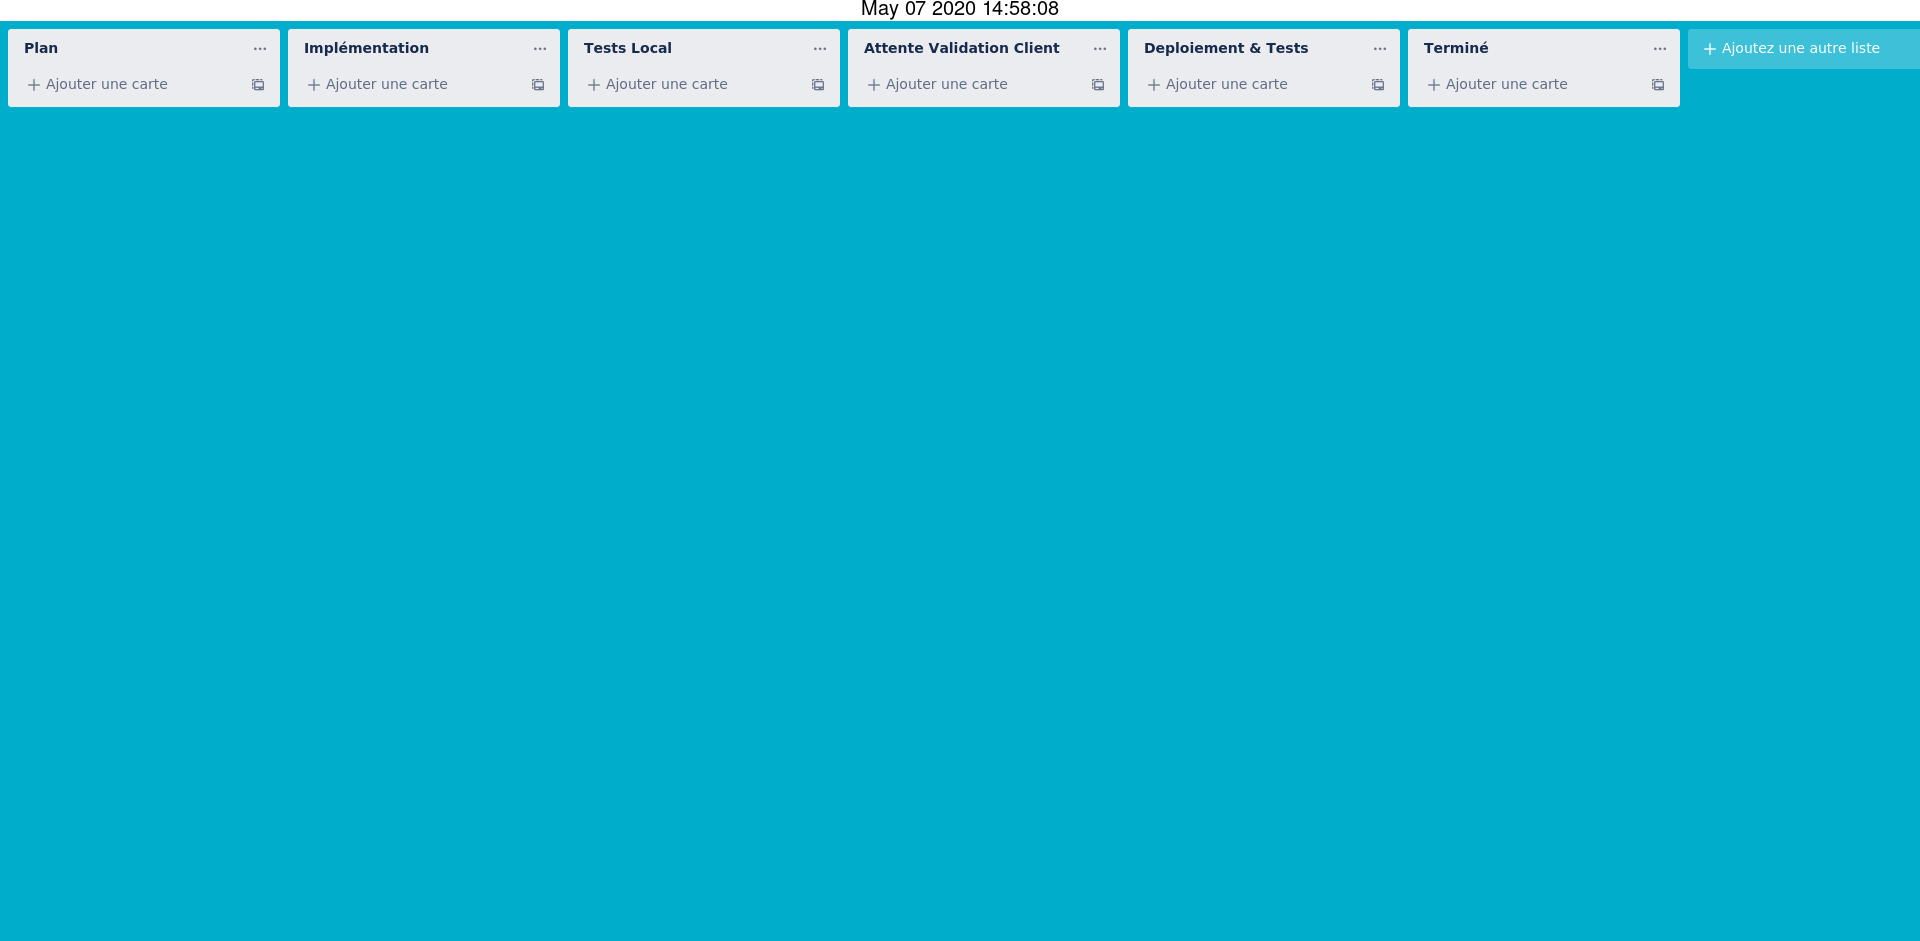 May 07 2020 14:58:08
Plan
Ajouter une carte
Implémentation
Ajouter une carte
Tests Local
Ajouter une carte
Attente Validation Client
Ajouter une carte
Deploiement & Tests
Ajouter une carte
Terminé
Ajouter une carte
Ajoutez une autre liste